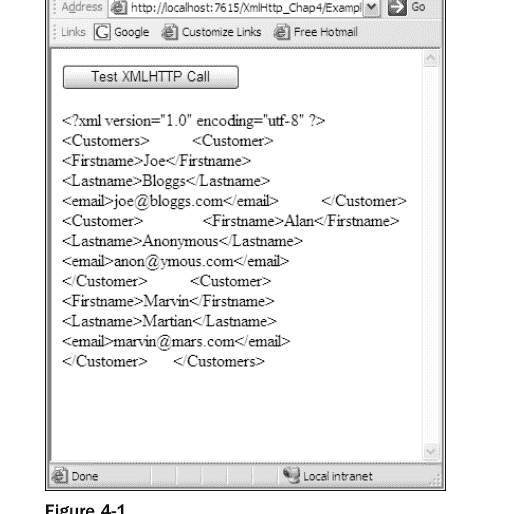 Address http://localhost:7615/XmlHttp_Chap4/Exampl Go
Links Google Customize Links Free Hotmail
Test XMLHTTP Call
<?xml version="1.0" encoding="utf-8" ?>
<Customers> <Customer>
<Firstname>Joe</Firstname>
<Lastname>Bloggs</Lastname>
<email>joe@bloggs.com</email> </Customer>
<Customer> <Firstname>Alan</Firstname>
<Lastname>Anonymous</Lastname>
<email>anon@ymous.com</email>
</Customer> <Customer>
<Firstname>Marvin</Firstname>
<Lastname>Martian</Lastname>
<email>marvin@mars.com</email>
</Customer> </Customers>
Done Local intranet
Figure 4-1